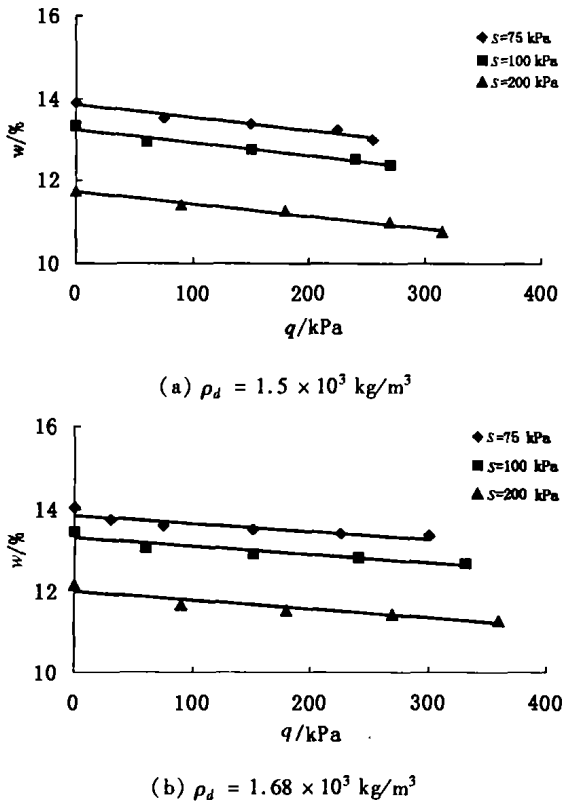 16
14
12
10
w/%
◆ s=75 kPa
■ s=100 kPa
▲ s=200 kPa
0 100 200 300 400
q/kPa
(a) ρ_d = 1.5 × 10³ kg/m³
16
14
12
10
w/%
◆ s=75 kPa
■ s=100 kPa
▲ s=200 kPa
0 100 200 300 400
q/kPa
(b) ρ_d = 1.68 × 10³ kg/m³